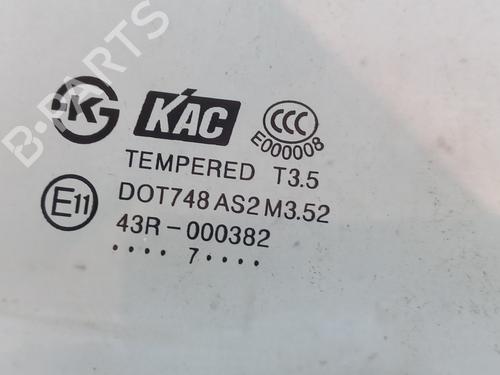 B-PARTS
K
KAC
CCC
E000008
TEMPERED T3.5
E11
DOT748 AS2 M3.52
43R-000382
•••• 7 ••••